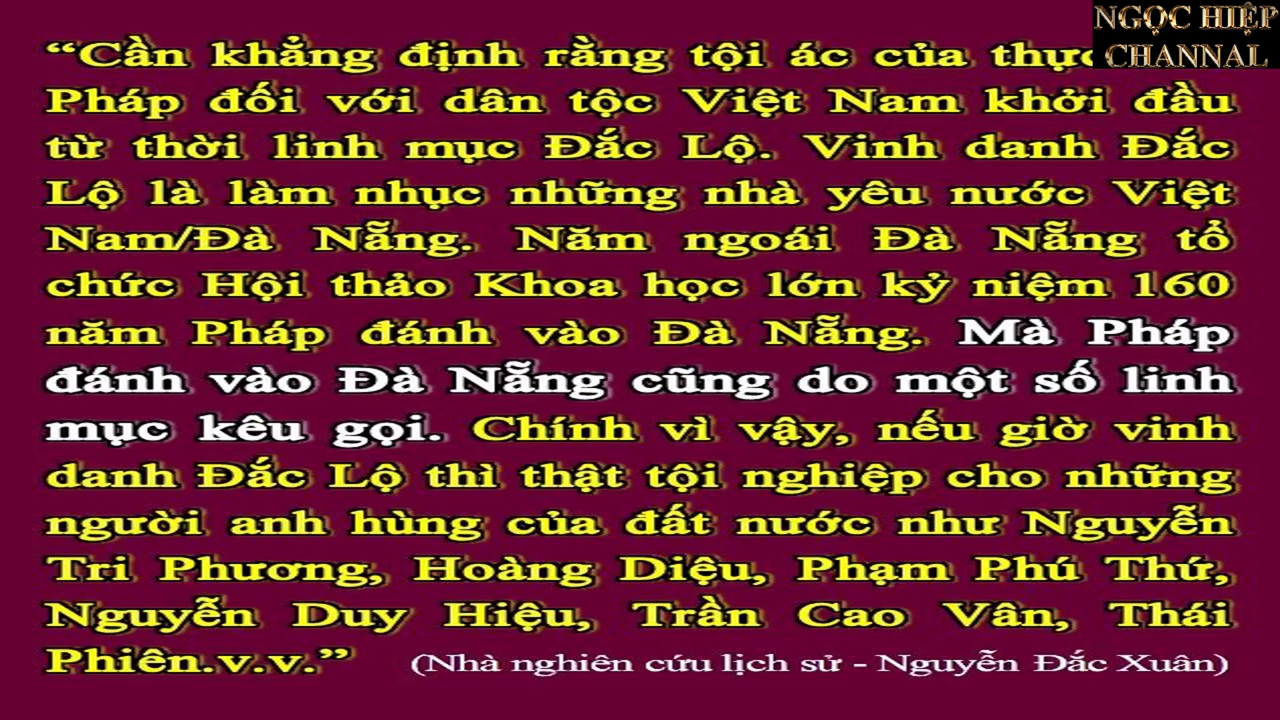 NGỌC HIỆP
CHANNAL
“Cần khẳng định rằng tội ác của thực
Pháp đối với dân tộc Việt Nam khởi đầu
từ thời linh mục Đắc Lộ. Vinh danh Đắc
Lộ là làm nhục những nhà yêu nước Việt
Nam/Đà Nẵng. Năm ngoái Đà Nẵng tổ
chức Hội thảo Khoa học lớn kỷ niệm 160
năm Pháp đánh vào Đà Nẵng. Mà Pháp
đánh vào Đà Nẵng cũng do một số linh
mục kêu gọi. Chính vì vậy, nếu giờ vinh
danh Đắc Lộ thì thật tội nghiệp cho những
người anh hùng của đất nước như Nguyễn
Tri Phương, Hoàng Diệu, Phạm Phú Thứ,
Nguyễn Duy Hiệu, Trần Cao Vân, Thái
Phiên.v.v.” (Nhà nghiên cứu lịch sử - Nguyễn Đắc Xuân)